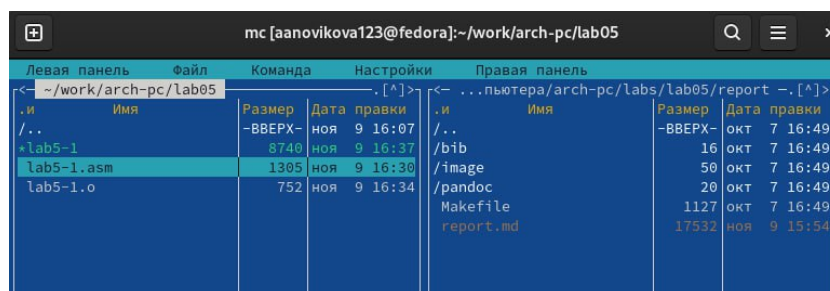 mc [aanovikova123@fedora]:~/work/arch-pc/lab05
Левая панель Файл Команда Настройки Правая панель
<─ ~/work/arch-pc/lab05 ─.[^]>
.и Имя Размер Дата правки
/.. -ВВЕРХ- ноя 9 16:07
*lab5-1 8740 ноя 9 16:37
lab5-1.asm 1305 ноя 9 16:30
lab5-1.o 752 ноя 9 16:34
<─ ...пьютера/arch-pc/labs/lab05/report ─.[^]>
.и Имя Размер Дата правки
/.. -ВВЕРХ- окт 7 16:49
/bib 16 окт 7 16:49
/image 50 окт 7 16:49
/pandoc 20 окт 7 16:49
Makefile 1127 окт 7 16:49
report.md 17532 ноя 9 15:54